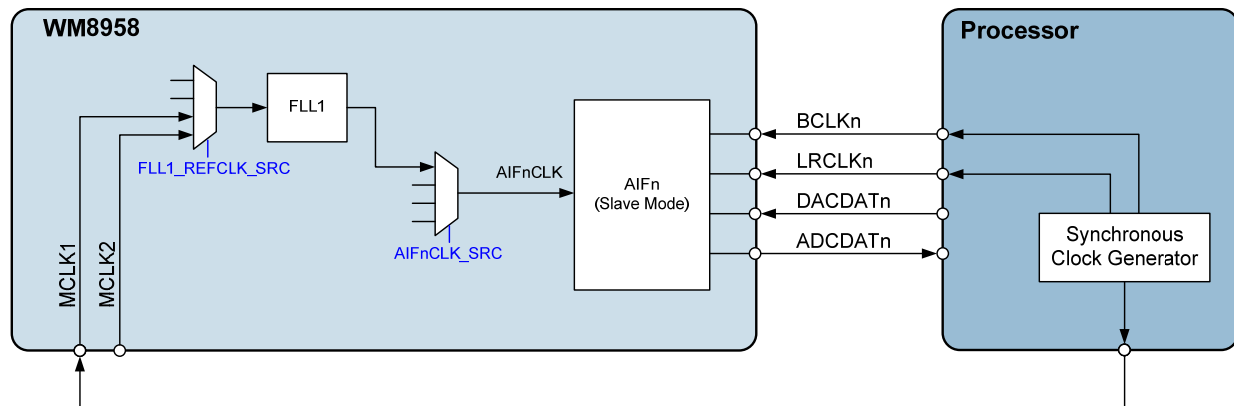 WM8958
Processor
FLL1
FLL1_REFCLK_SRC
MCLK1
MCLK2
AIFnCLK_SRC
AIFnCLK
AIFn
(Slave Mode)
BCLKn
LRCLKn
DACDATn
ADCDATn
Synchronous
Clock Generator